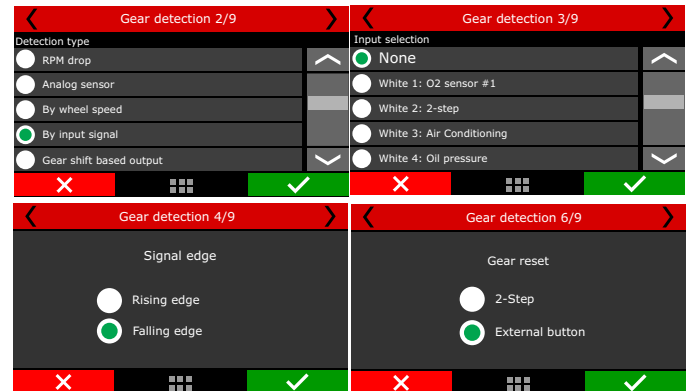 Gear detection 2/9
Detection type
RPM drop
Analog sensor
By wheel speed
By input signal
Gear shift based output
Gear detection 3/9
Input selection
None
White 1: O2 sensor #1
White 2: 2-step
White 3: Air Conditioning
White 4: Oil pressure
Gear detection 4/9
Signal edge
Rising edge
Falling edge
Gear detection 6/9
Gear reset
2-Step
External button